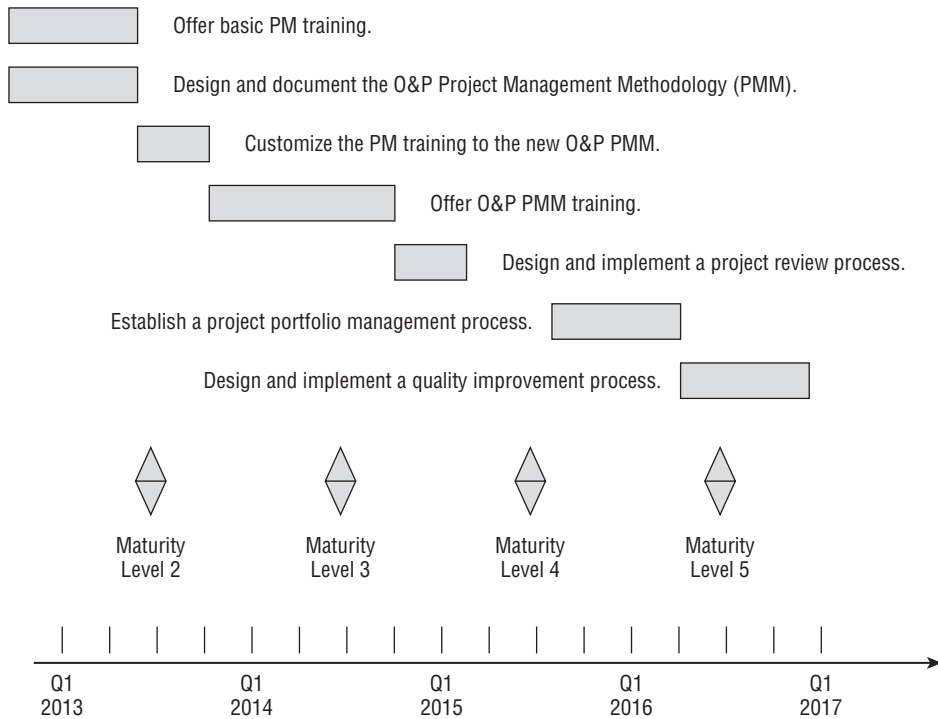 Offer basic PM training.
Design and document the O&P Project Management Methodology (PMM).
Customize the PM training to the new O&P PMM.
Offer O&P PMM training.
Design and implement a project review process.
Establish a project portfolio management process.
Design and implement a quality improvement process.
Maturity
Level 2
Maturity
Level 3
Maturity
Level 4
Maturity
Level 5
Q1
2013
Q1
2014
Q1
2015
Q1
2016
Q1
2017